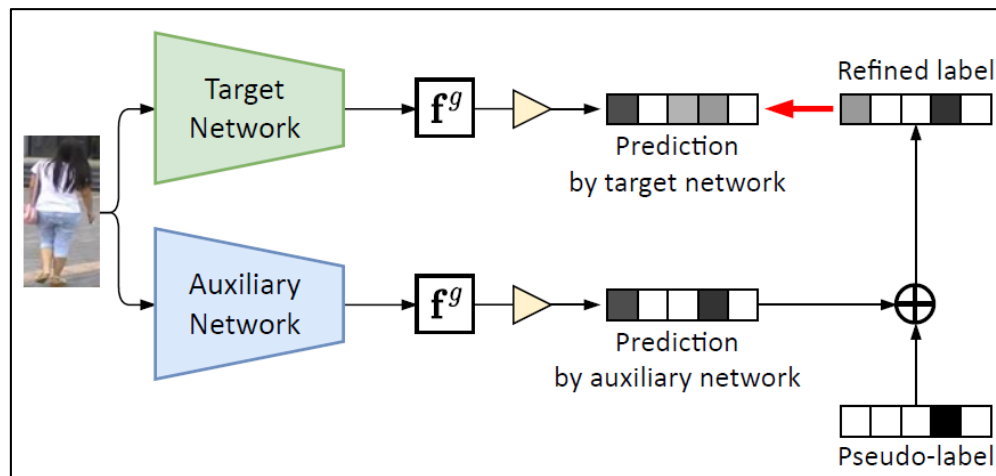 Target
Network
f^g
Prediction
by target network
Refined label
Auxiliary
Network
f^g
Prediction
by auxiliary network
Pseudo-label